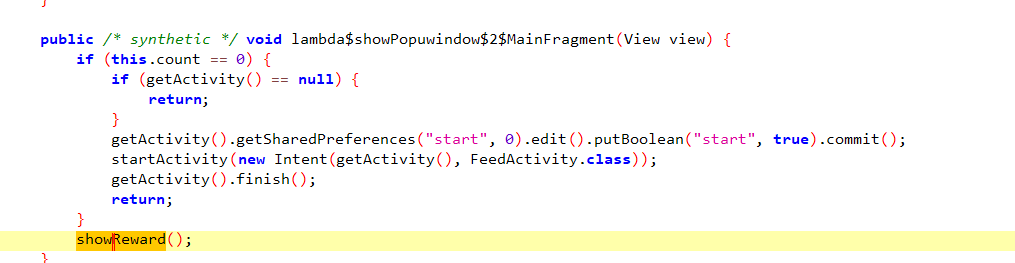 }
public /* synthetic */ void lambda$showPopuwindow$2$MainFragment(View view) {
if (this.count == 0) {
if (getActivity() == null) {
return;
}
getActivity().getSharedPreferences("start", 0).edit().putBoolean("start", true).commit();
startActivity(new Intent(getActivity(), FeedActivity.class));
getActivity().finish();
return;
}
showReward();
}